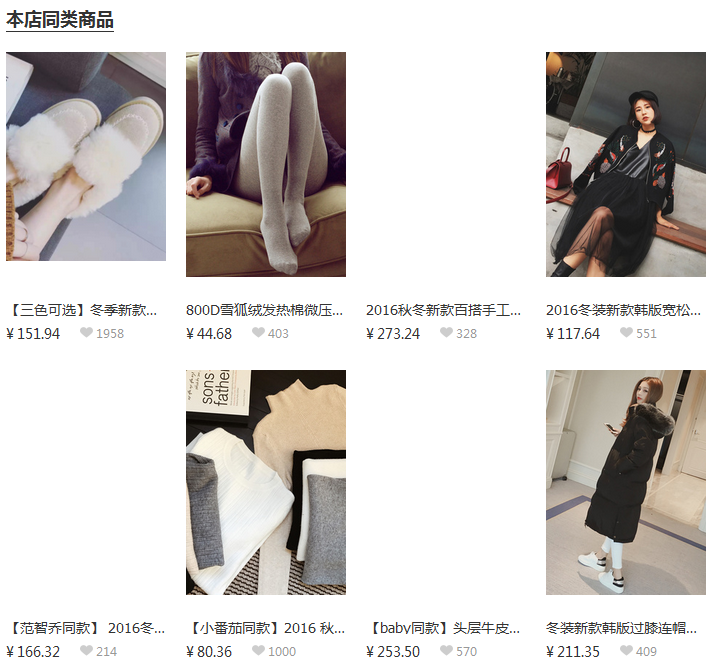 本店同类商品
【三色可选】冬季新款...
800D雪狐绒发热棉微压...
2016秋冬新款百搭手工...
2016冬装新款韩版宽松...
¥ 151.94 1958
¥ 44.68 403
¥ 273.24 328
¥ 117.64 551
sons
father
【范智乔同款】 2016冬...
【小番茄同款】2016 秋...
【baby同款】头层牛皮...
冬装新款韩版过膝连帽...
¥ 166.32 214
¥ 80.36 1000
¥ 253.50 570
¥ 211.35 409